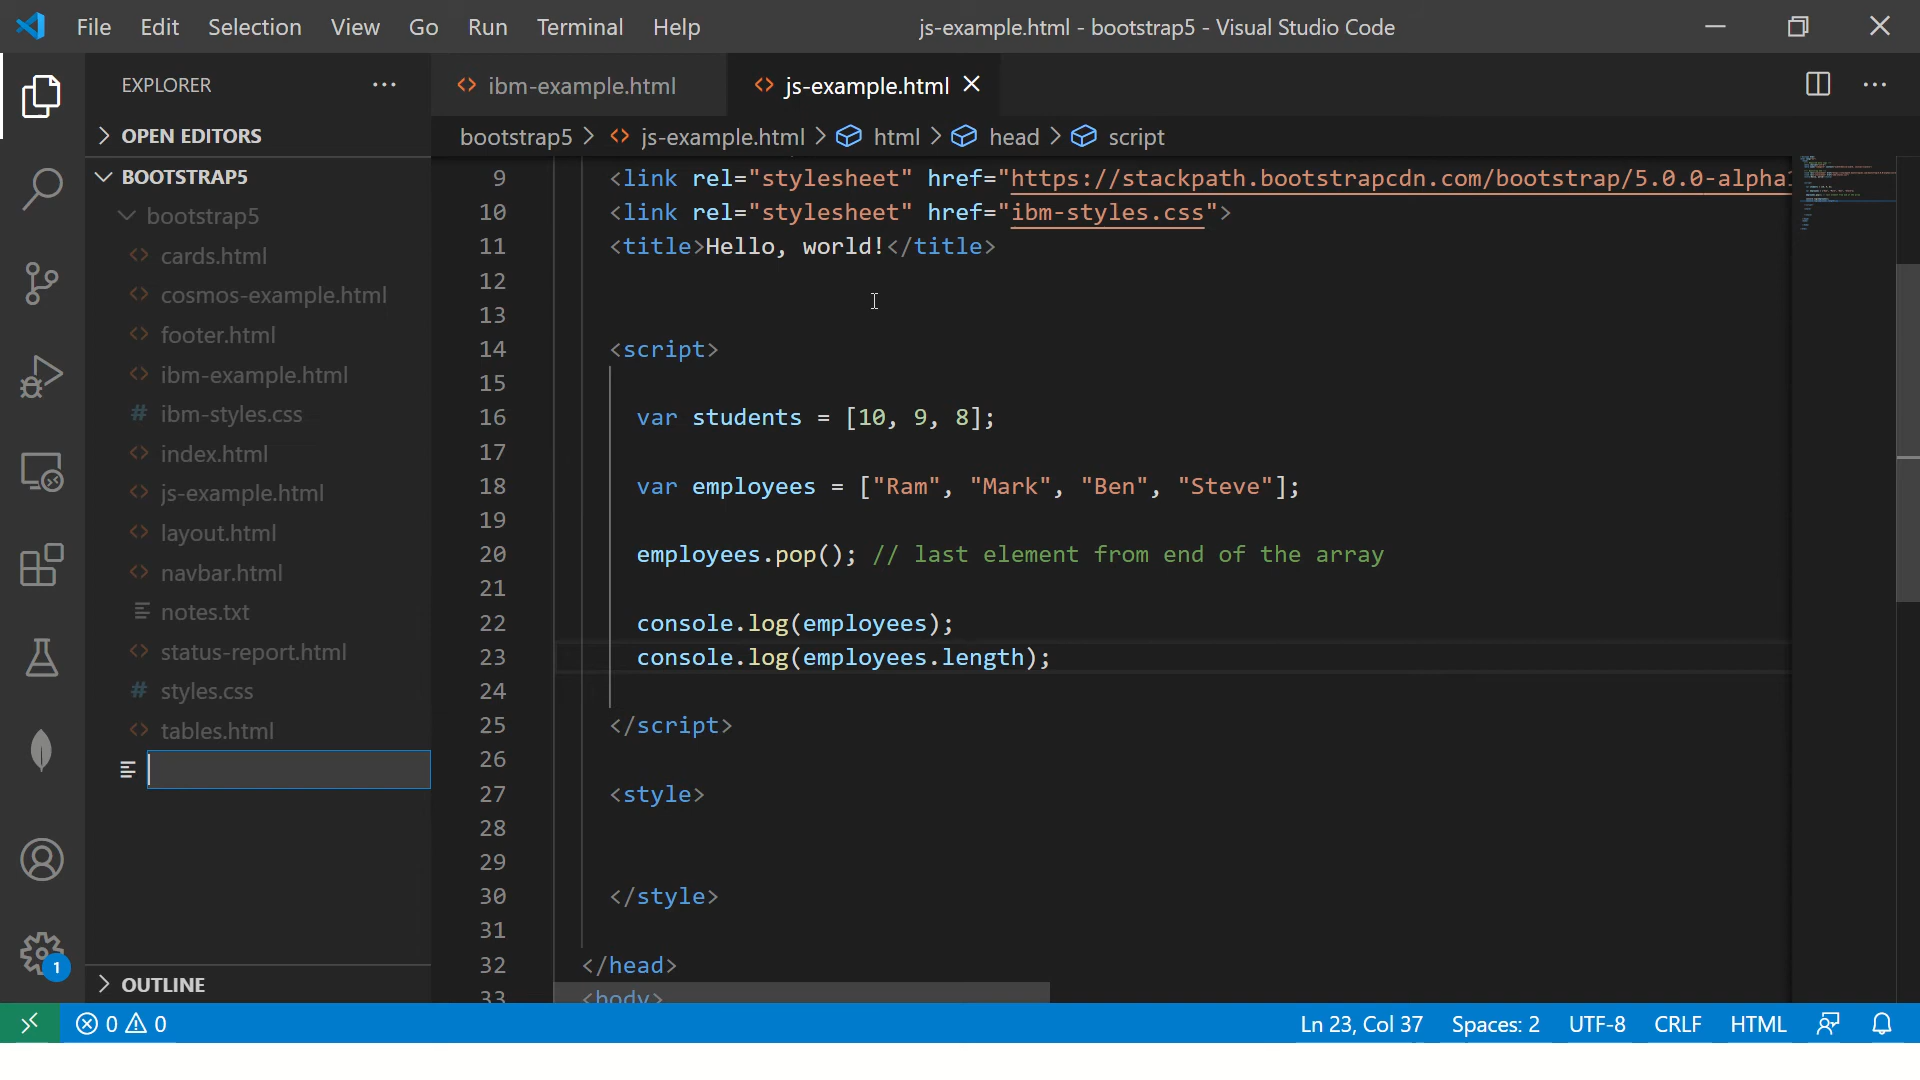 File Edit Selection View Go Run Terminal Help
js-example.html - bootstrap5 - Visual Studio Code
EXPLORER
OPEN EDITORS
BOOTSTRAP5
bootstrap5
cards.html
cosmos-example.html
footer.html
ibm-example.html
ibm-styles.css
index.html
js-example.html
layout.html
navbar.html
notes.txt
status-report.html
styles.css
tables.html
OUTLINE
ibm-example.html js-example.html
bootstrap5 > js-example.html > html > head > script
9 <link rel="stylesheet" href="https://stackpath.bootstrapcdn.com/bootstrap/5.0.0-alpha
10 <link rel="stylesheet" href="ibm-styles.css">
11 <title>Hello, world!</title>
12
13
14 <script>
15
16 var students = [10, 9, 8];
17
18 var employees = ["Ram", "Mark", "Ben", "Steve"];
19
20 employees.pop(); // last element from end of the array
21
22 console.log(employees);
23 console.log(employees.length);
24
25 </script>
26
27 <style>
28
29
30 </style>
31
32 </head>
33 <body>
1
0 0
Ln 23, Col 37 Spaces: 2 UTF-8 CRLF HTML